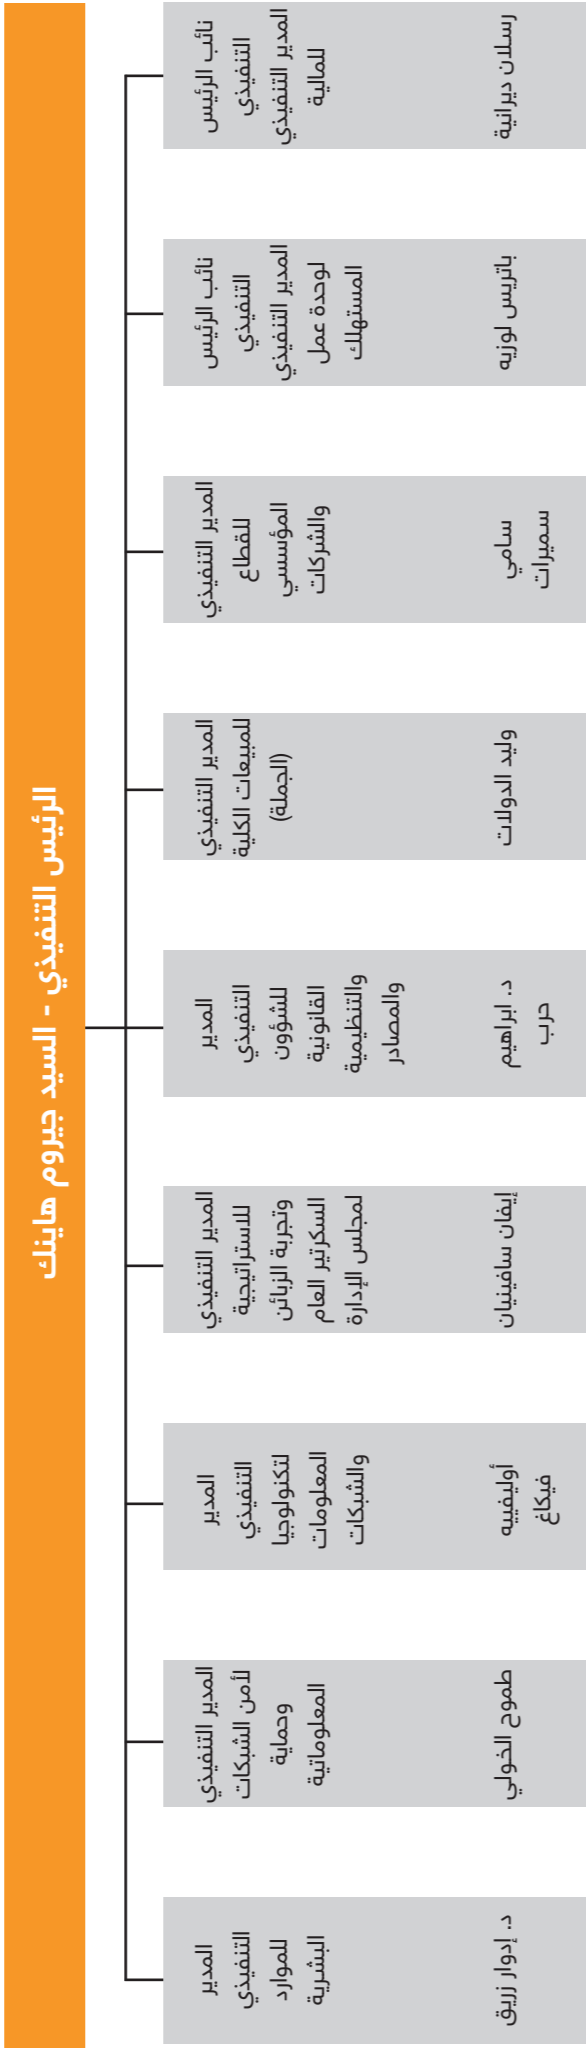 الرئيس التنفيذي - السيد جيروم هاينك
نائب الرئيس
التنفيذي
المدير التنفيذي
للمالية
رسلان ديرانية
نائب الرئيس
التنفيذي
المدير التنفيذي
لوحدة عمل
المستهلك
باتريس لوزيه
المدير التنفيذي
للقطاع
المؤسسي
والشركات
سامي
سميرات
المدير التنفيذي
للمبيعات الكلية
(الجملة)
وليد الدولات
المدير
التنفيذي
للشؤون
القانونية
والتنظيمية
والمصادر
د. ابراهيم
حرب
المدير التنفيذي
للاستراتيجية
وتجربة الزبائن
السكرتير العام
لمجلس الإدارة
إيفان سافينيان
المدير
التنفيذي
لتكنولوجيا
المعلومات
والشبكات
أوليفييه
فيكاغ
المدير التنفيذي
لأمن الشبكات
وحماية
المعلوماتية
طموح الخولي
المدير
التنفيذي
للموارد
البشرية
د. إدوار زريق